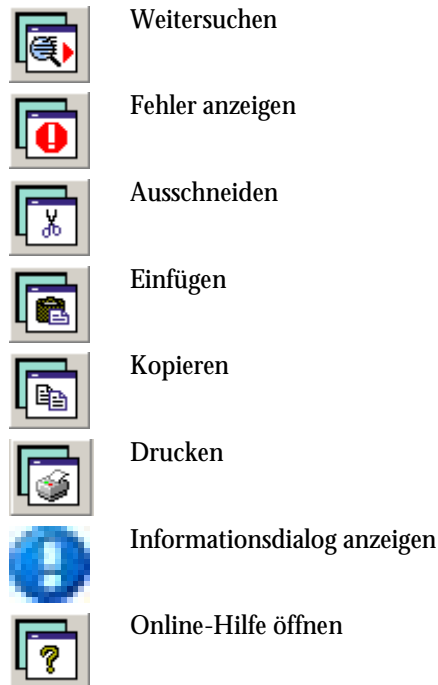 Weitersuchen
Fehler anzeigen
Ausschneiden
Einfügen
Kopieren
Drucken
Informationsdialog anzeigen
Online-Hilfe öffnen